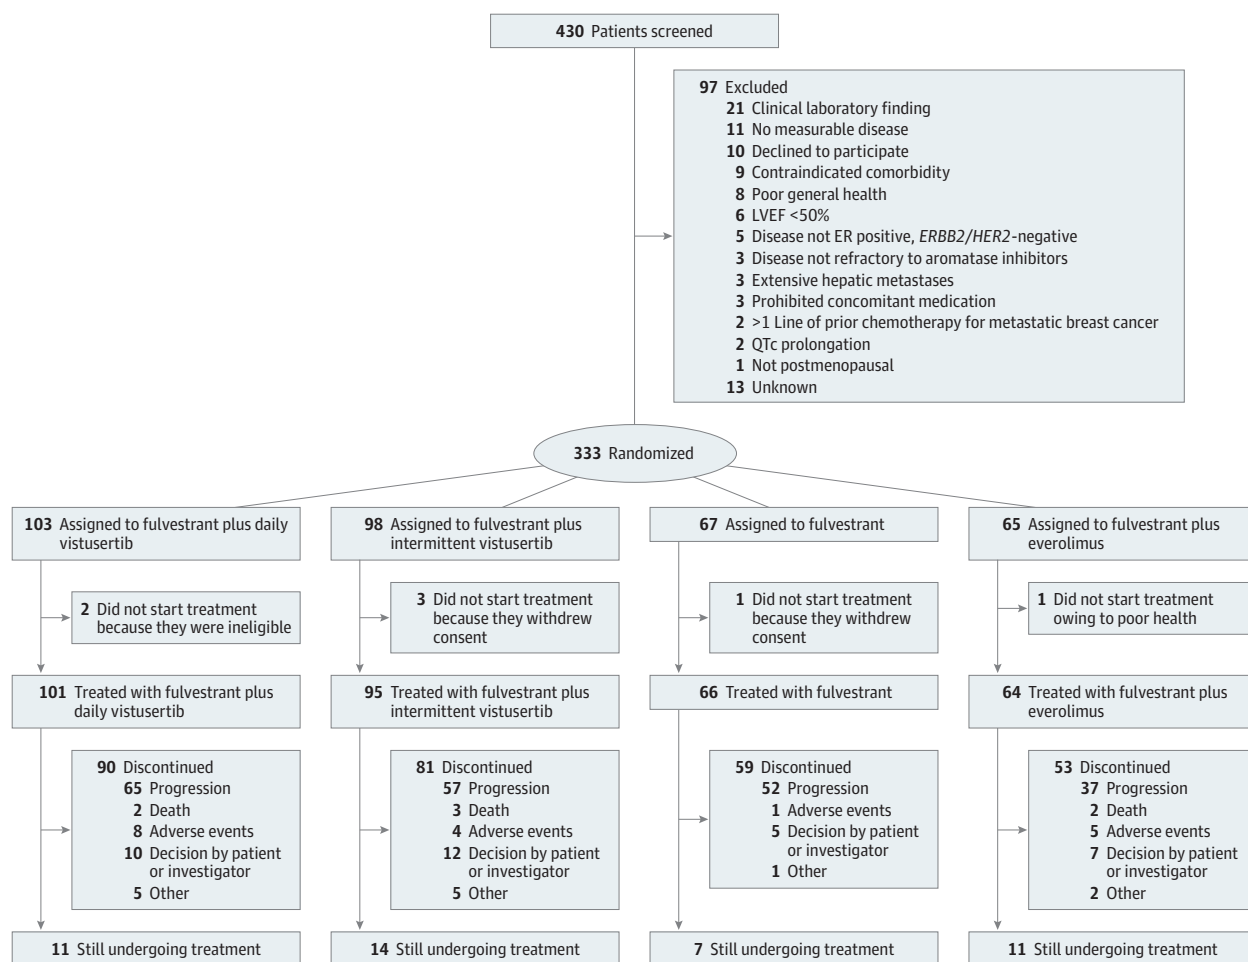 430 Patients screened
97 Excluded
21 Clinical laboratory finding
11 No measurable disease
10 Declined to participate
9 Contraindicated comorbidity
8 Poor general health
6 LVEF <50%
5 Disease not ER positive, ERBB2/HER2-negative
3 Disease not refractory to aromatase inhibitors
3 Extensive hepatic metastases
3 Prohibited concomitant medication
2 >1 Line of prior chemotherapy for metastatic breast cancer
2 QTc prolongation
1 Not postmenopausal
13 Unknown
333 Randomized
103 Assigned to fulvestrant plus daily
vistusertib
98 Assigned to fulvestrant plus
intermittent vistusertib
67 Assigned to fulvestrant
65 Assigned to fulvestrant plus
everolimus
2 Did not start treatment
because they were ineligible
3 Did not start treatment
because they withdrew
consent
1 Did not start treatment
because they withdrew
consent
1 Did not start treatment
owing to poor health
101 Treated with fulvestrant plus
daily vistusertib
95 Treated with fulvestrant plus
intermittent vistusertib
66 Treated with fulvestrant
64 Treated with fulvestrant plus
everolimus
90 Discontinued
65 Progression
2 Death
8 Adverse events
10 Decision by patient
or investigator
5 Other
81 Discontinued
57 Progression
3 Death
4 Adverse events
12 Decision by patient
or investigator
5 Other
59 Discontinued
52 Progression
1 Adverse events
5 Decision by patient
or investigator
1 Other
53 Discontinued
37 Progression
2 Death
5 Adverse events
7 Decision by patient
or investigator
2 Other
11 Still undergoing treatment
14 Still undergoing treatment
7 Still undergoing treatment
11 Still undergoing treatment